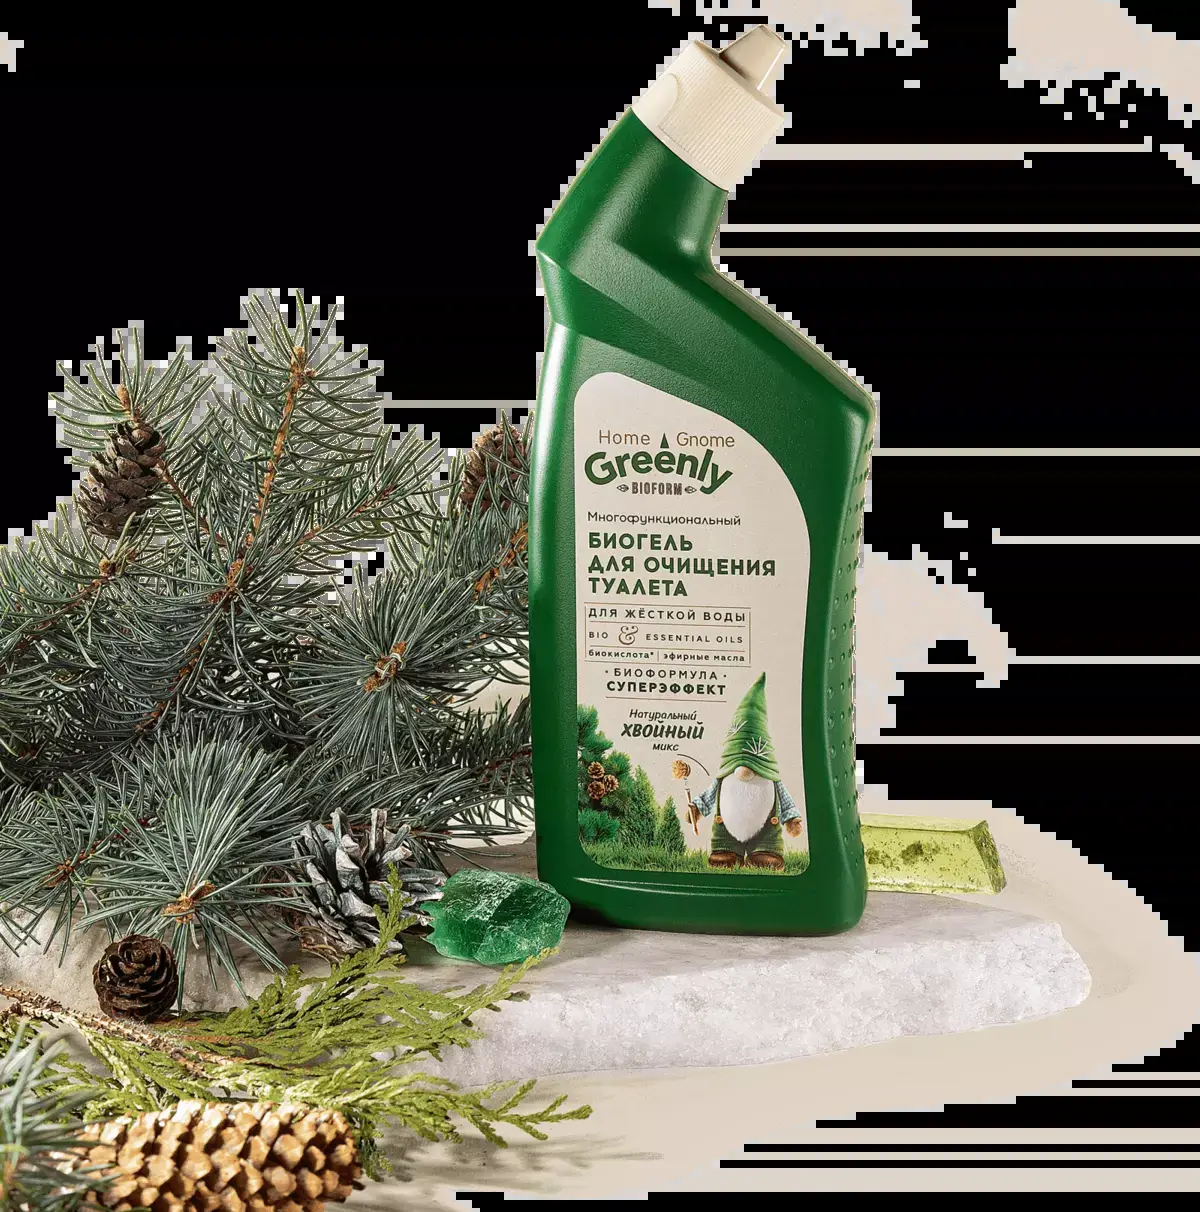 Home Gnome
Greenly
BIOFORM
Многофункциональный
БИОГЕЛЬ
ДЛЯ ОЧИЩЕНИЯ
ТУАЛЕТА
ДЛЯ ЖЁСТКОЙ ВОДЫ
BIO & ESSENTIAL OILS
биокислота* | эфирные масла
• БИОФОРМУЛА •
СУПЕРЭФФЕКТ
Натуральный
ХВОЙНЫЙ
микс